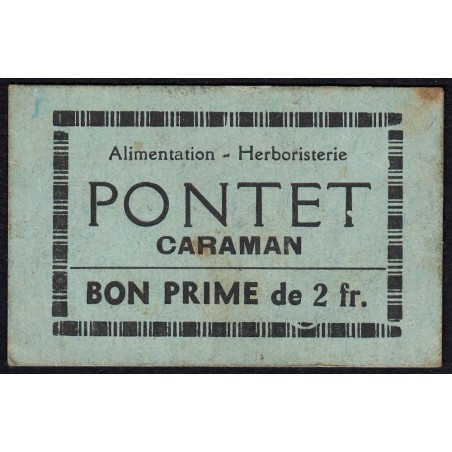 Alimentation - Herboristerie
PONTET
CARAMAN
BON PRIME de 2 fr.